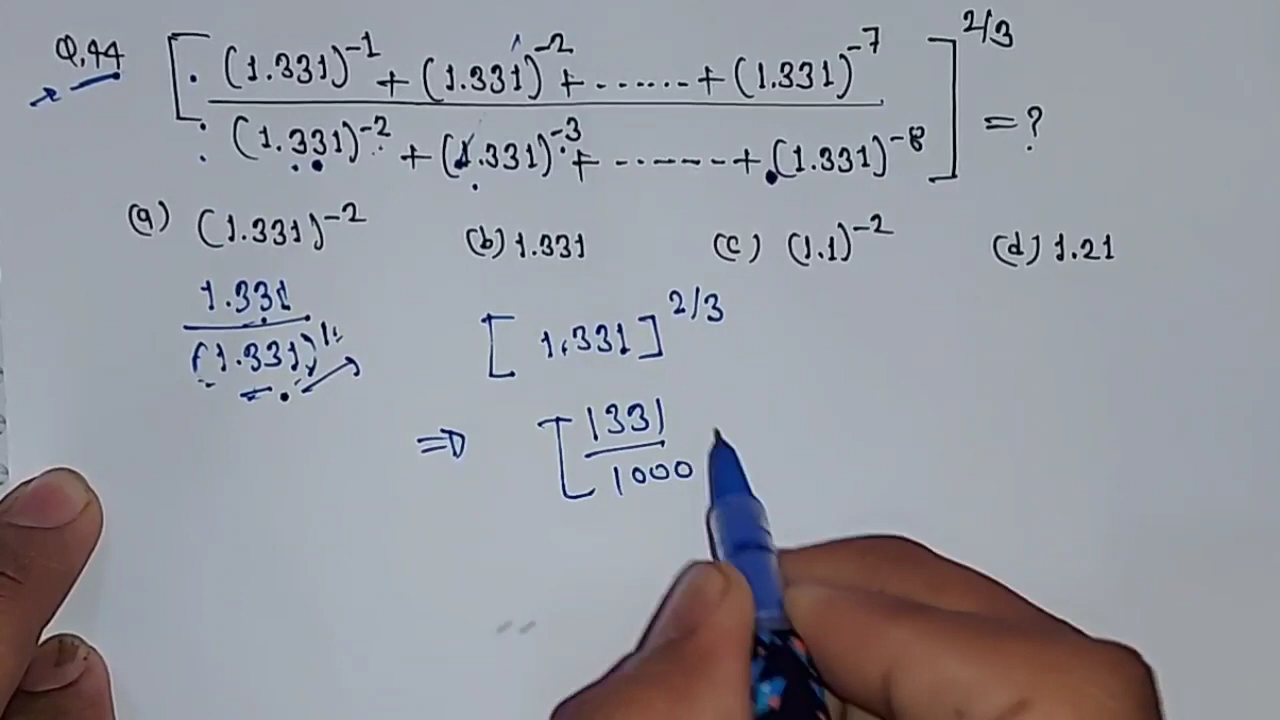 Q.44 [ (1.331)⁻¹ + (1.331)⁻² + ...... + (1.331)⁻⁷ ]^2/3
(1.331)⁻² + (1.331)⁻³ + ------- + (1.331)⁻⁸ = ?
(a) (1.331)⁻² (b) 1.331 (c) (1.1)⁻² (d) 1.21
1.331
(1.331)
[ 1.331 ]^2/3
⇒ [ 1331
1000